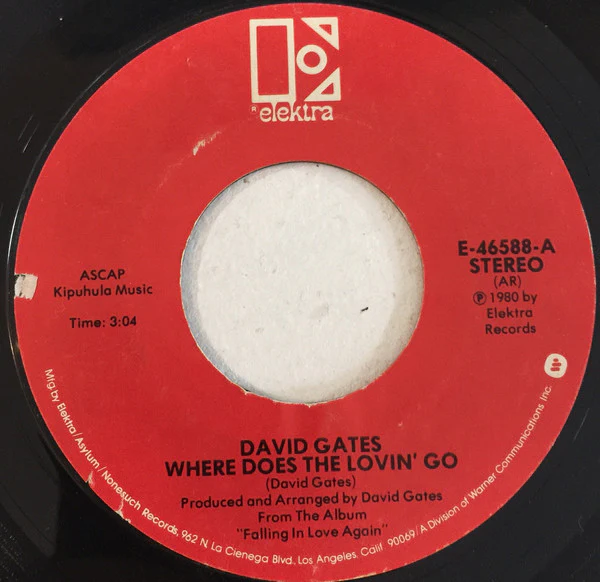 ® elektra
E-46588-A
STEREO
(AR)
℗ 1980 by
Elektra
Records
ASCAP
Kipuhula Music
Time: 3:04
DAVID GATES
WHERE DOES THE LOVIN' GO
(David Gates)
Produced and Arranged by David Gates
From The Album
"Falling In Love Again"
Mfg. by Elektra/Asylum/Nonesuch Records, 962 N. La Cienega Blvd., Los Angeles, Calif. 90069/A Division of Warner Communications Inc.